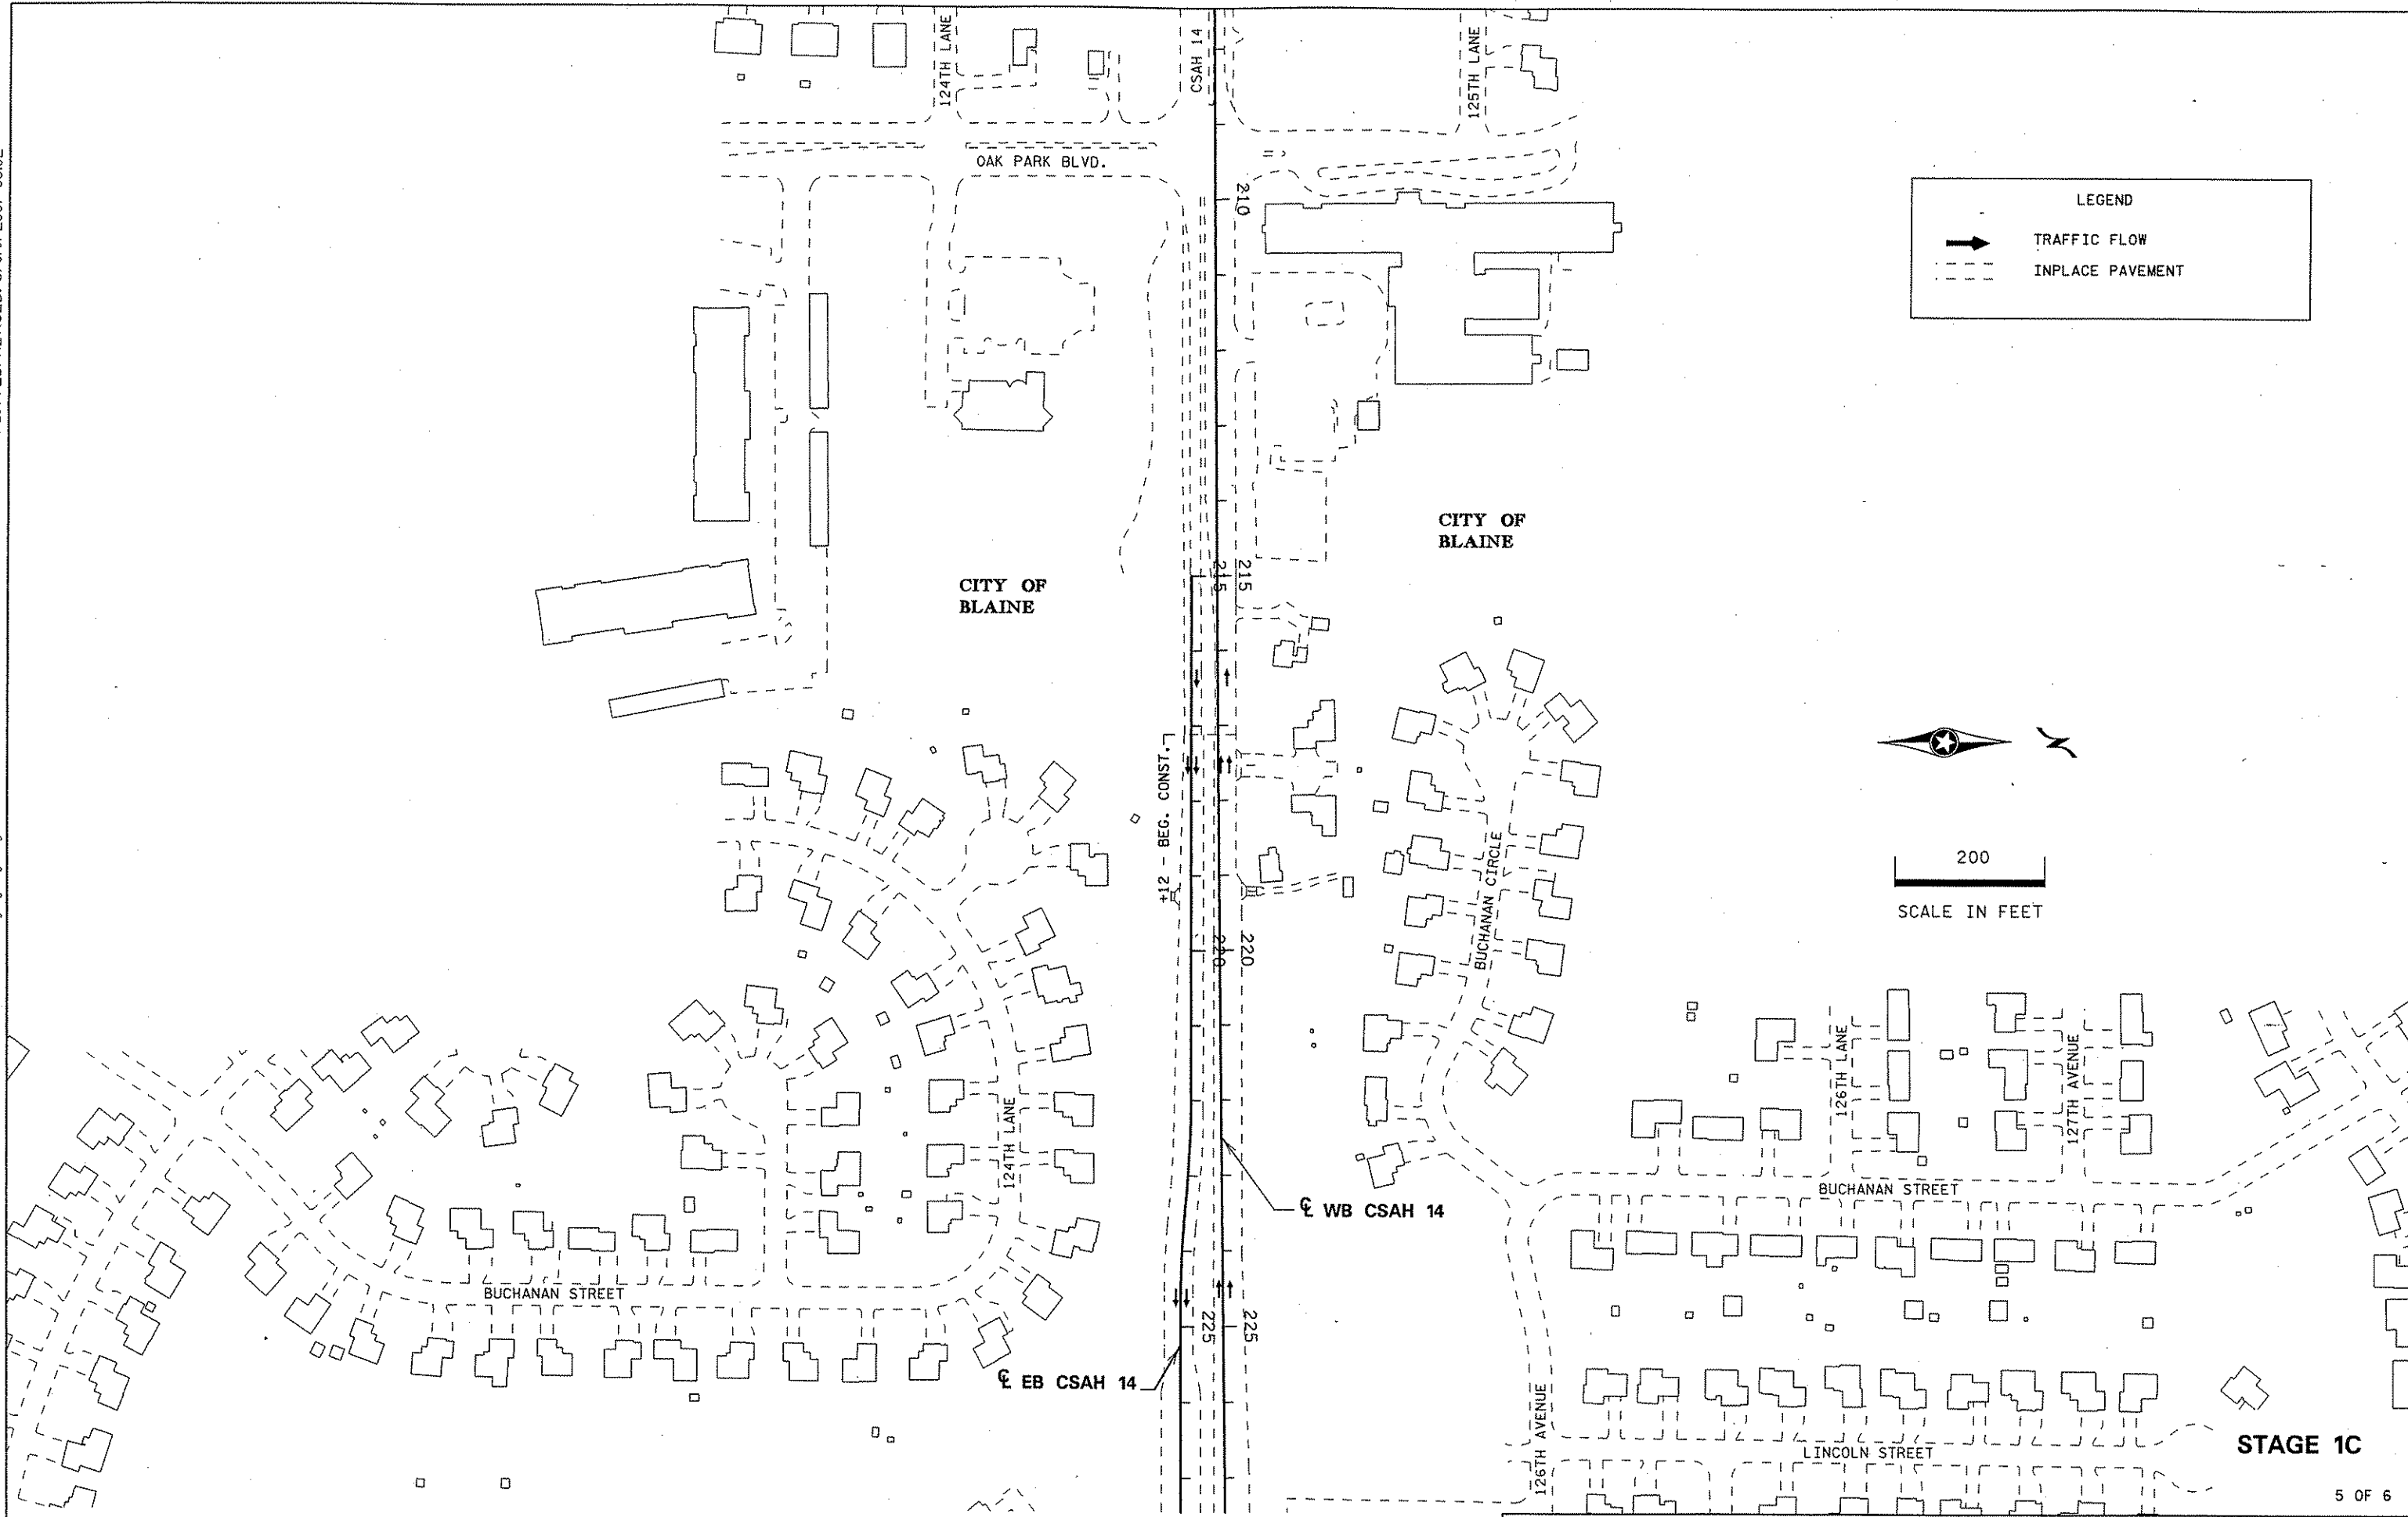 124TH LANE
CSAH 14
125TH LANE
OAK PARK BLVD.
210
LEGEND
TRAFFIC FLOW
INPLACE PAVEMENT
CITY OF
BLAINE
CITY OF
BLAINE
215
215
+12 - BEG. CONST.
BUCHANAN CIRCLE
N
200
SCALE IN FEET
220
220
124TH LANE
126TH LANE
127TH AVENUE
BUCHANAN STREET
℄ WB CSAH 14
BUCHANAN STREET
225
225
℄ EB CSAH 14
126TH AVENUE
LINCOLN STREET
STAGE 1C
5 OF 6